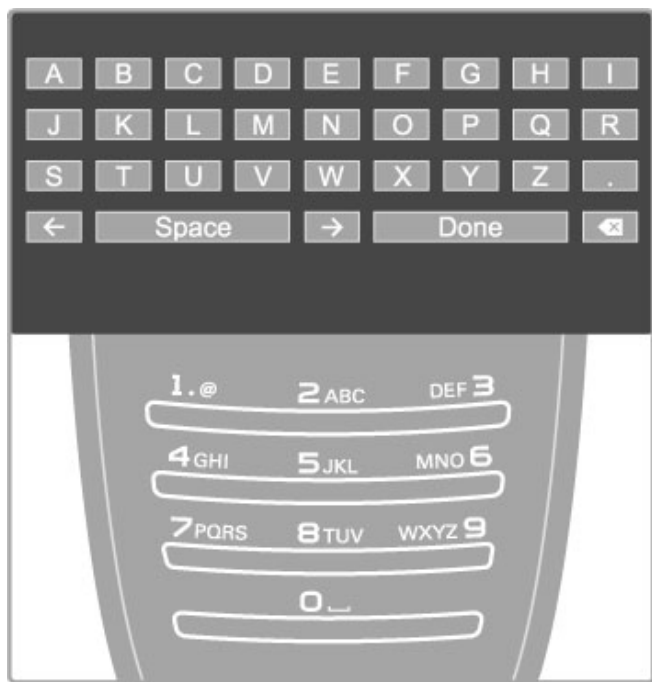 A B C D E F G H I
J K L M N O P Q R
S T U V W X Y Z .
← Space → Done
1.@ 2ABC DEF3
4GHI 5JKL MNO6
7PQRS 8TUV WXYZ9
0⎵